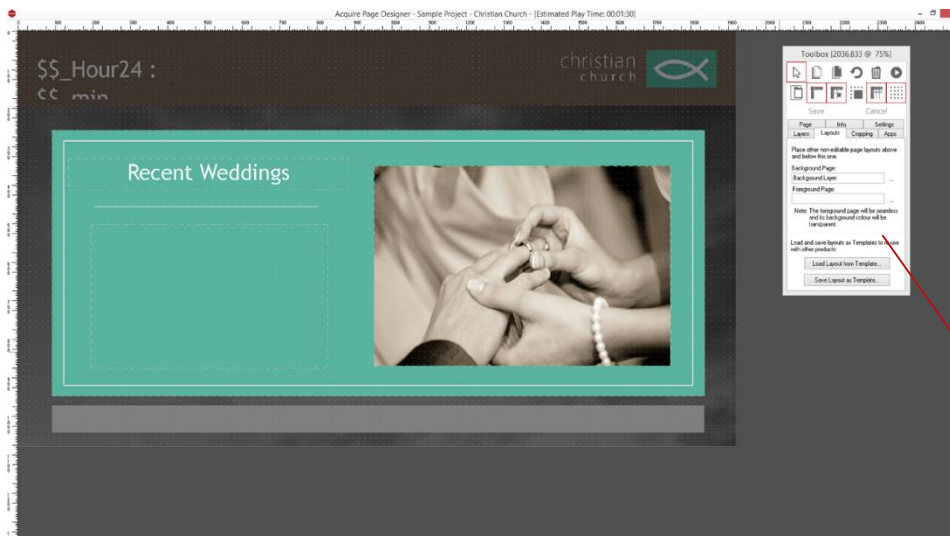 Acquire Page Designer - Sample Project - Christian Church - [Estimated Play Time: 00:01:30]
$$_Hour24 :
$$_min
christian
church
Recent Weddings
Toolbox [2036,833 @ 75%]
Save Cancel
Page Info Settings
Layers Layouts Cropping Apps
Place other non-editable page layouts above
and below this one.
Background Page:
Background Layer
...
Foreground Page:
...
Note: The foreground page will be seamless
and its background colour will be
transparent.
Load and save layouts as Templates to re-use
with other products:
Load Layout from Template...
Save Layout as Template...